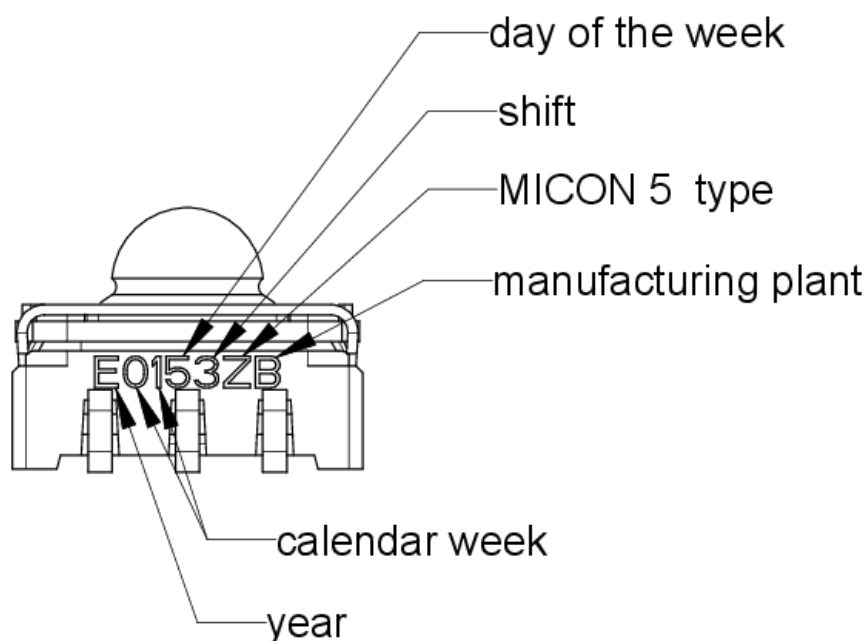 day of the week
shift
MICON 5 type
manufacturing plant
E0153ZB
calendar week
year